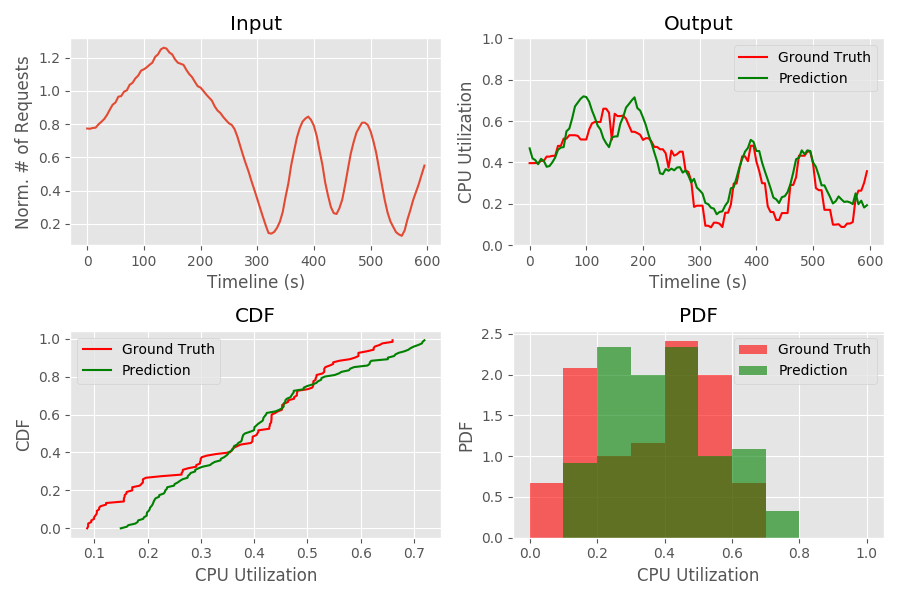 Input
Norm. # of Requests
1.2
1.0
0.8
0.6
0.4
0.2
0 100 200 300 400 500 600
Timeline (s)
Output
CPU Utilization
1.0
0.8
0.6
0.4
0.2
0.0
Ground Truth
Prediction
0 100 200 300 400 500 600
Timeline (s)
CDF
CDF
1.0
0.8
0.6
0.4
0.2
0.0
Ground Truth
Prediction
0.1 0.2 0.3 0.4 0.5 0.6 0.7
CPU Utilization
PDF
PDF
2.5
2.0
1.5
1.0
0.5
0.0
Ground Truth
Prediction
0.0 0.2 0.4 0.6 0.8 1.0
CPU Utilization